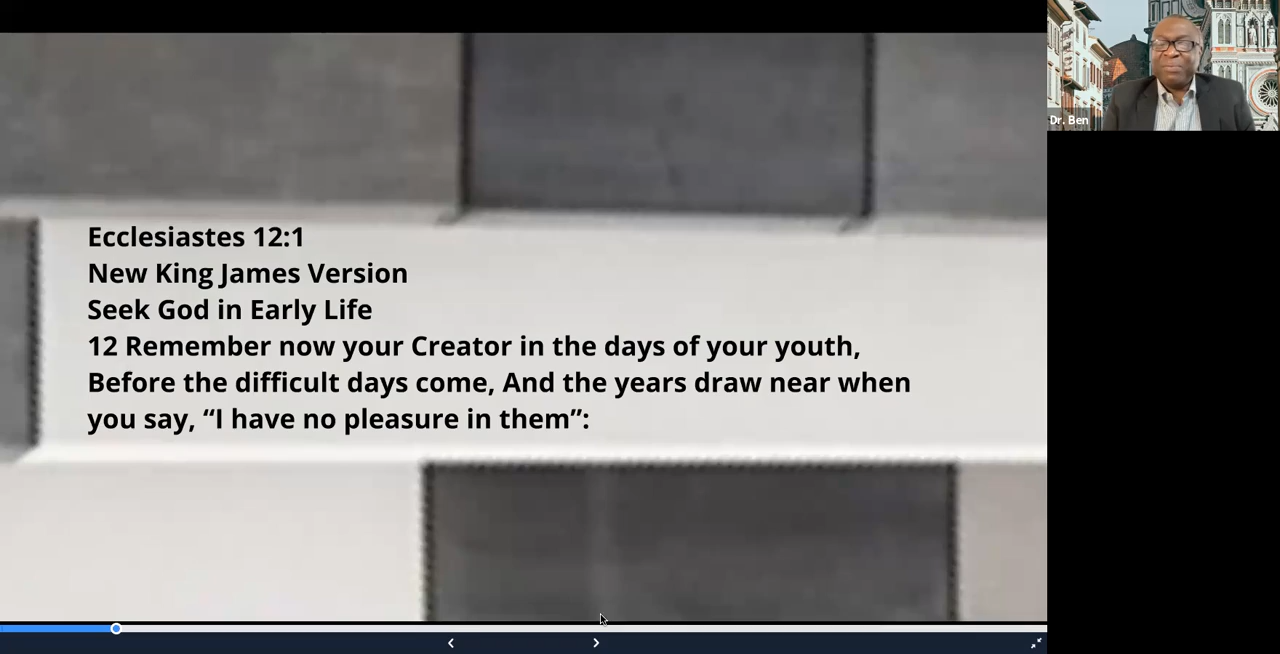 Ecclesiastes 12:1
New King James Version
Seek God in Early Life
12 Remember now your Creator in the days of your youth,
Before the difficult days come, And the years draw near when
you say, “I have no pleasure in them”:
Dr. Ben